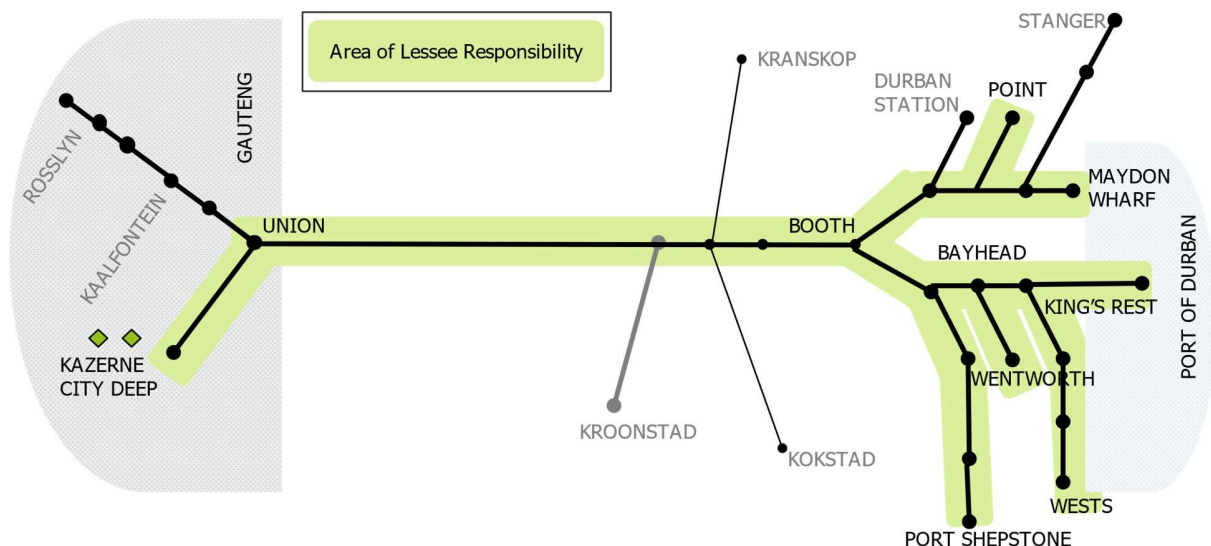 Area of Lessee Responsibility
STANGER
KRANSKOP
DURBAN
STATION
POINT
GAUTENG
ROSSLYN
KAALFONTEIN
UNION
BOOTH
MAYDON
WHARF
BAYHEAD
KING'S REST
PORT OF DURBAN
KAZERNE
CITY DEEP
WENTWORTH
KROONSTAD
KOKSTAD
WESTS
PORT SHEPSTONE